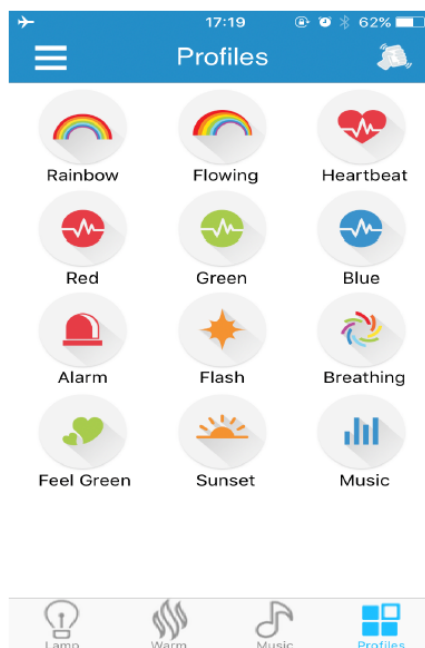 17:19 62%
Profiles
Rainbow Flowing Heartbeat
Red Green Blue
Alarm Flash Breathing
Feel Green Sunset Music
Lamp Warm Music Profiles